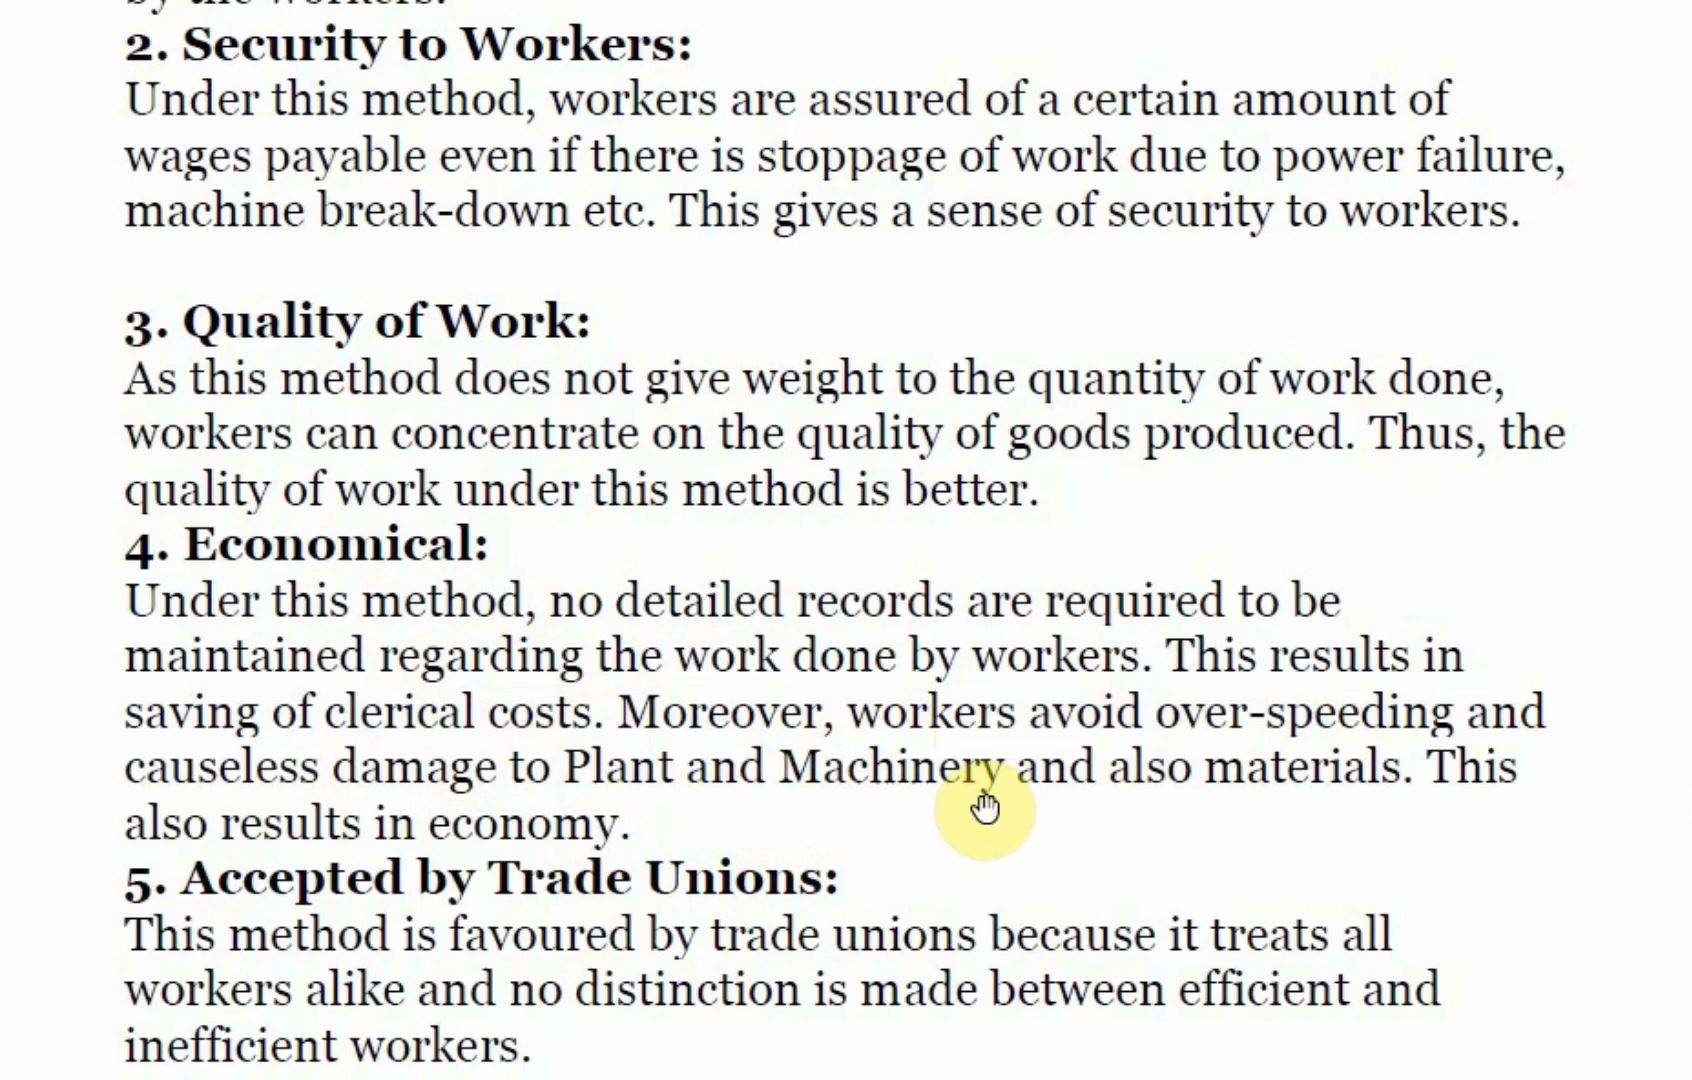 by the workers.
2. Security to Workers:
Under this method, workers are assured of a certain amount of
wages payable even if there is stoppage of work due to power failure,
machine break-down etc. This gives a sense of security to workers.
3. Quality of Work:
As this method does not give weight to the quantity of work done,
workers can concentrate on the quality of goods produced. Thus, the
quality of work under this method is better.
4. Economical:
Under this method, no detailed records are required to be
maintained regarding the work done by workers. This results in
saving of clerical costs. Moreover, workers avoid over-speeding and
causeless damage to Plant and Machinery and also materials. This
also results in economy.
5. Accepted by Trade Unions:
This method is favoured by trade unions because it treats all
workers alike and no distinction is made between efficient and
inefficient workers.